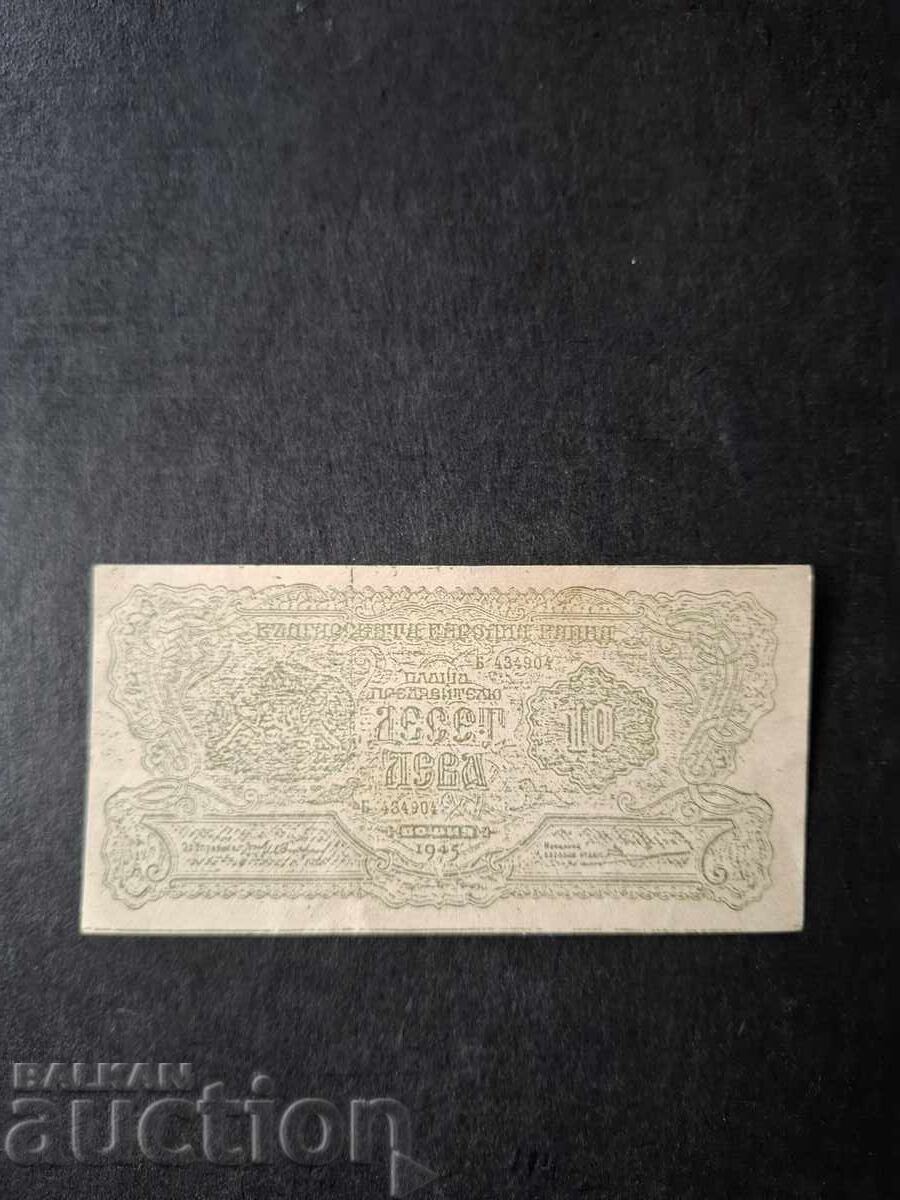 БЪЛГАРСКАТА НАРОДНА БАНКА
Б 434904
ПЛАЩА
ПРЕДЯВИТЕЛЮ
ДЕСЕТ
ЛЕВА
10
Б 434904
СОФИЯ
1945
BALKAN
auction